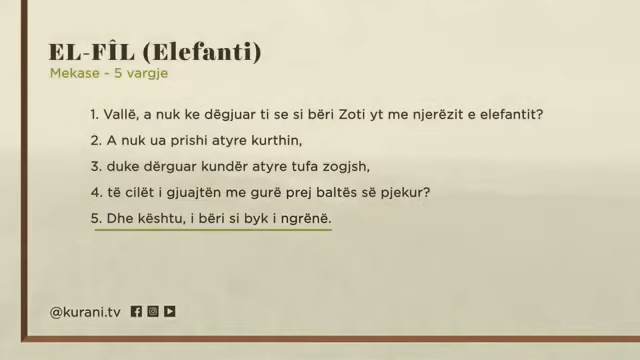 EL-FÎL (Elefanti)
Mekase - 5 vargje
1. Vallë, a nuk ke dëgjuar ti se si bëri Zoti yt me njerëzit e elefantit?
2. A nuk ua prishi atyre kurthin,
3. duke dërguar kundër atyre tufa zogjsh,
4. të cilët i gjuajtën me gurë prej baltës së pjekur?
5. Dhe kështu, i bëri si byk i ngrënë.
@kurani.tv